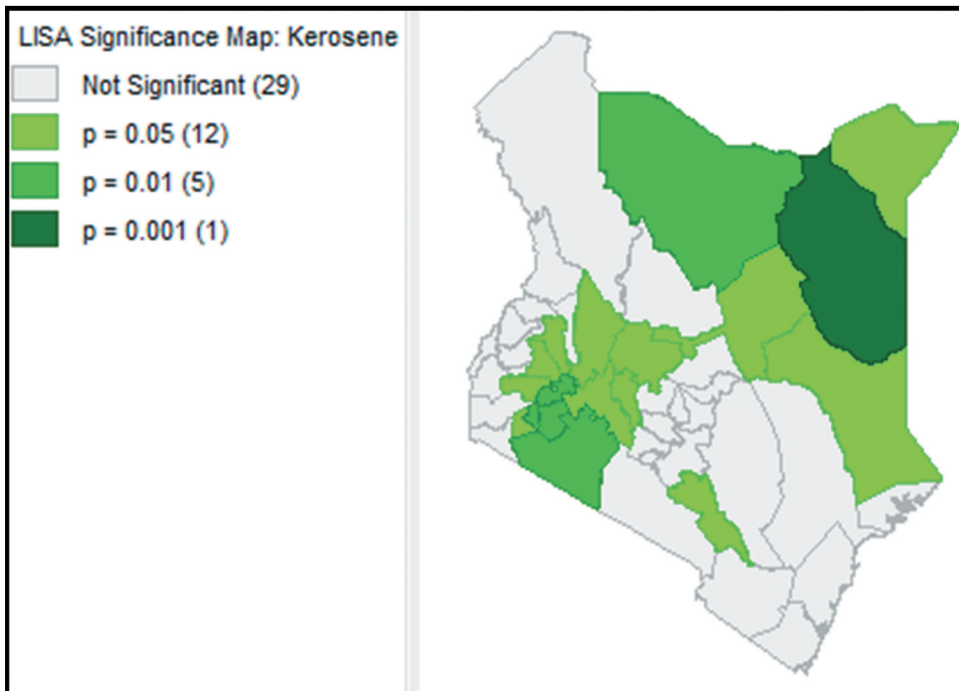 LISA Significance Map: Kerosene
Not Significant (29)
p = 0.05 (12)
p = 0.01 (5)
p = 0.001 (1)